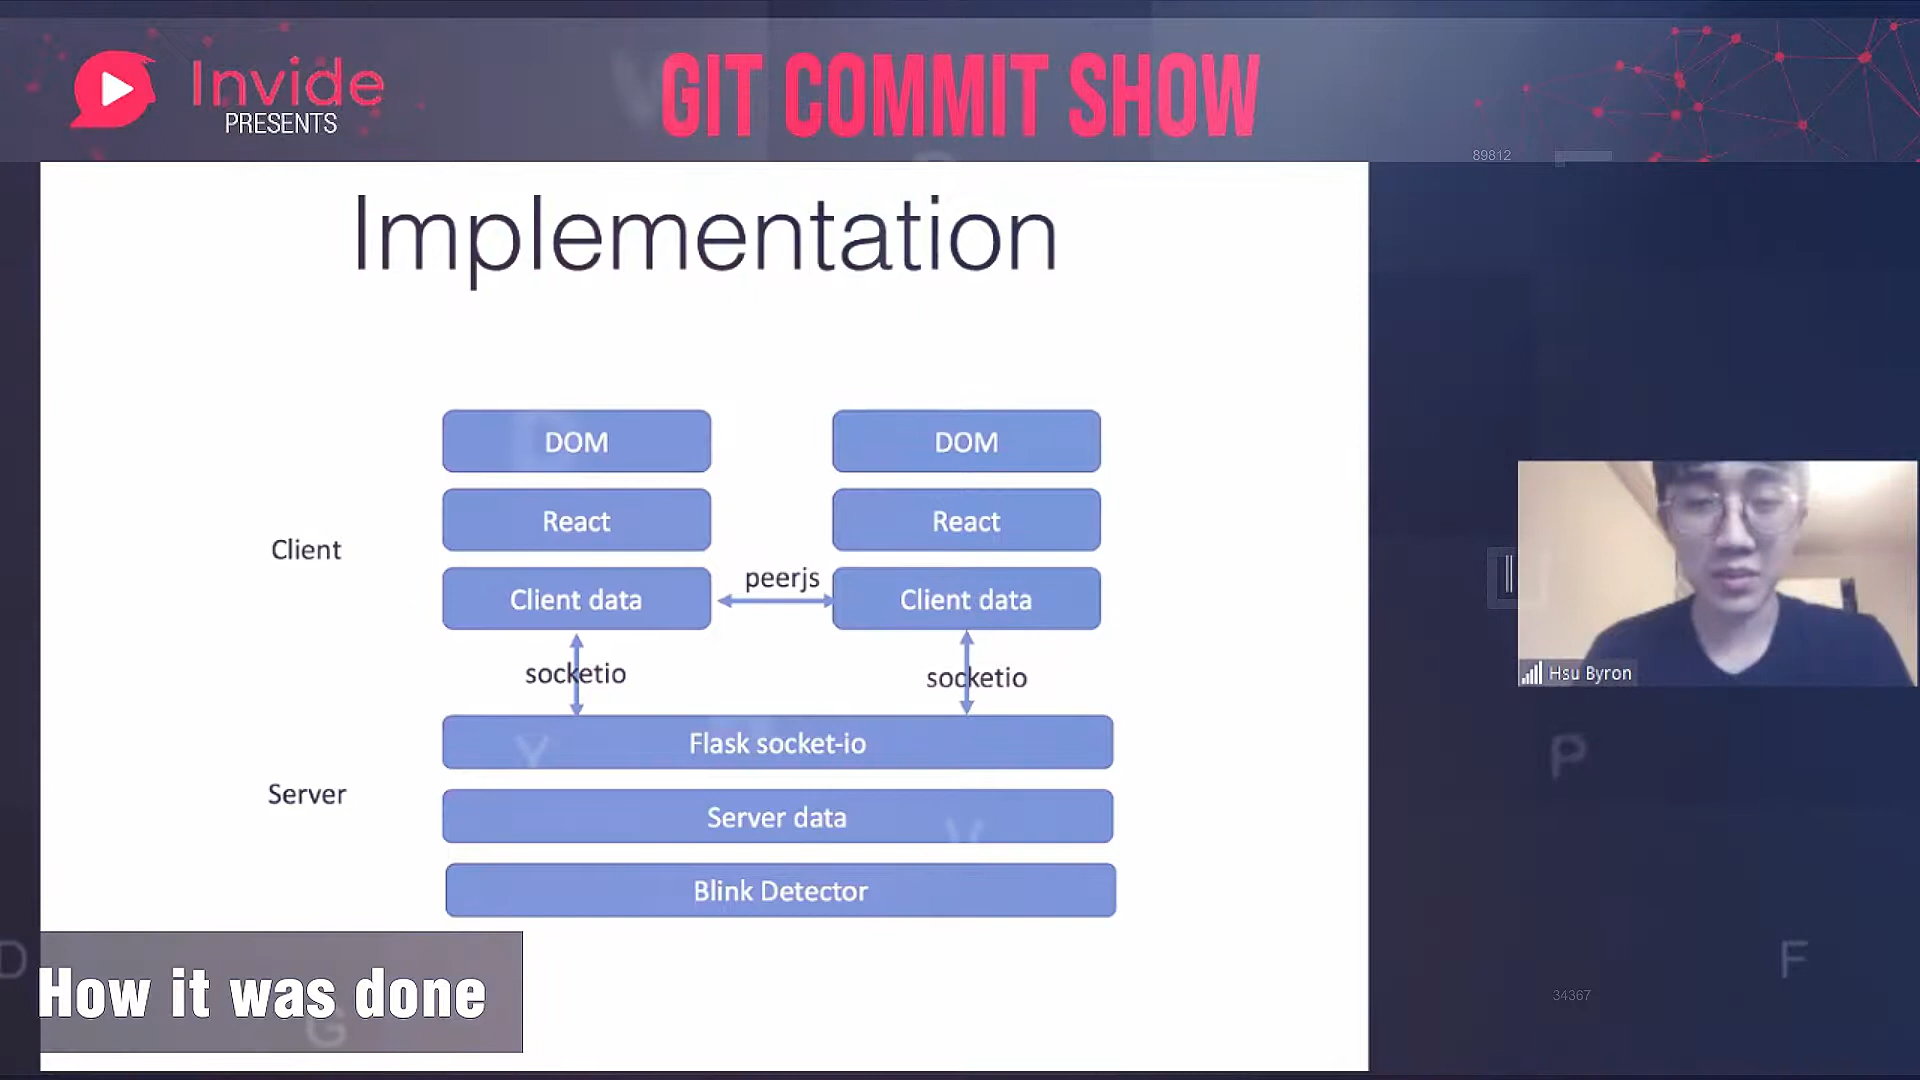 Invide
PRESENTS
GIT COMMIT SHOW
89812
Implementation
DOM
DOM
React
React
Client
peerjs
Client data
Client data
socketio
socketio
Flask socket-io
Server
Server data
Blink Detector
How it was done
Hsu Byron
34367
D
G
Y
V
P
F